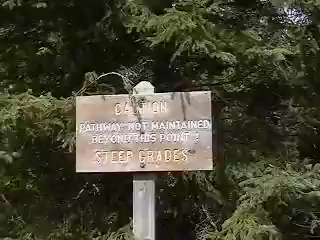 CAUTION
PATHWAY NOT MAINTAINED
BEYOND THIS POINT
STEEP GRADES